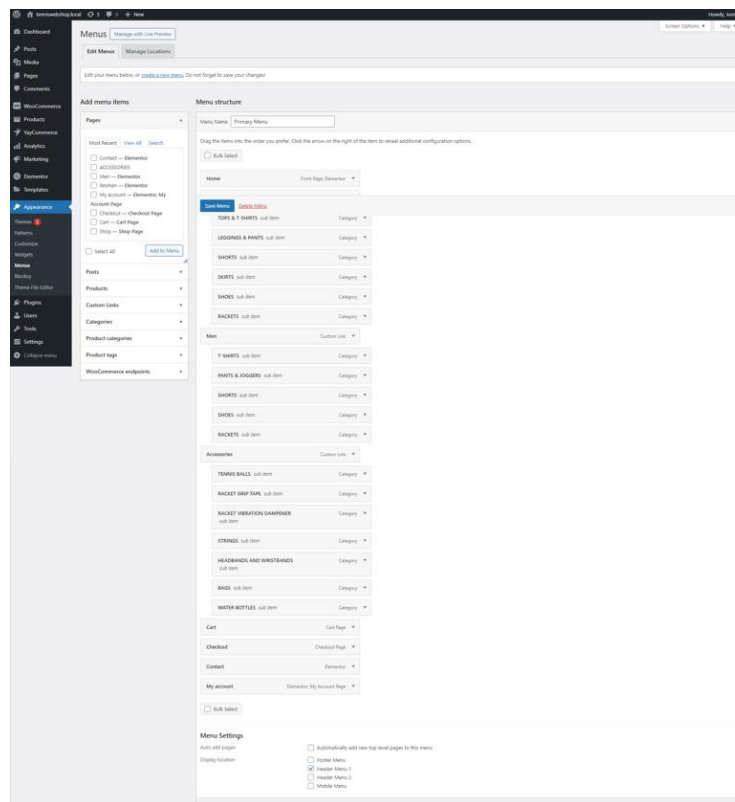 tenniswebshop.local 5 0 New
Howdy, ivon
Screen Options Help
Dashboard
Posts
Media
Pages
Comments
WooCommerce
Products
YayCommerce
Analytics
Marketing
Elementor
Templates
Appearance
Themes
Patterns
Customize
Widgets
Menus
Blocksy
Theme File Editor
Plugins
Users
Tools
Settings
Collapse menu
Menus Manage with Live Preview
Edit Menus Manage Locations
Edit your menu below, or create a new menu. Do not forget to save your changes!
Add menu items
Pages
Most Recent View All Search
Contact — Elementor
ACCESSORIES
Men — Elementor
Women — Elementor
My account — Elementor, My
Account Page
Checkout — Checkout Page
Cart — Cart Page
Shop — Shop Page
Select All Add to Menu
Posts
Products
Custom Links
Categories
Product categories
Product tags
WooCommerce endpoints
Menu structure
Menu Name Primary Menu
Drag the items into the order you prefer. Click the arrow on the right of the item to reveal additional configuration options.
Bulk Select
Home Front Page, Elementor
Save Menu Delete Menu
TOPS & T-SHIRTS sub item Category
LEGGINGS & PANTS sub item Category
SHORTS sub item Category
SKIRTS sub item Category
SHOES sub item Category
RACKETS sub item Category
Men Custom Link
T-SHIRTS sub item Category
PANTS & JOGGERS sub item Category
SHORTS sub item Category
SHOES sub item Category
RACKETS sub item Category
Accessories Custom Link
TENNIS BALLS sub item Category
RACKET GRIP TAPE sub item Category
RACKET VIBRATION DAMPENER Category
sub item
STRINGS sub item Category
HEADBANDS AND WRISTBANDS Category
sub item
BAGS sub item Category
WATER BOTTLES sub item Category
Cart Cart Page
Checkout Checkout Page
Contact Elementor
My account Elementor, My Account Page
Bulk Select
Menu Settings
Auto add pages Automatically add new top-level pages to this menu
Display location Footer Menu
Header Menu 1
Header Menu 2
Mobile Menu